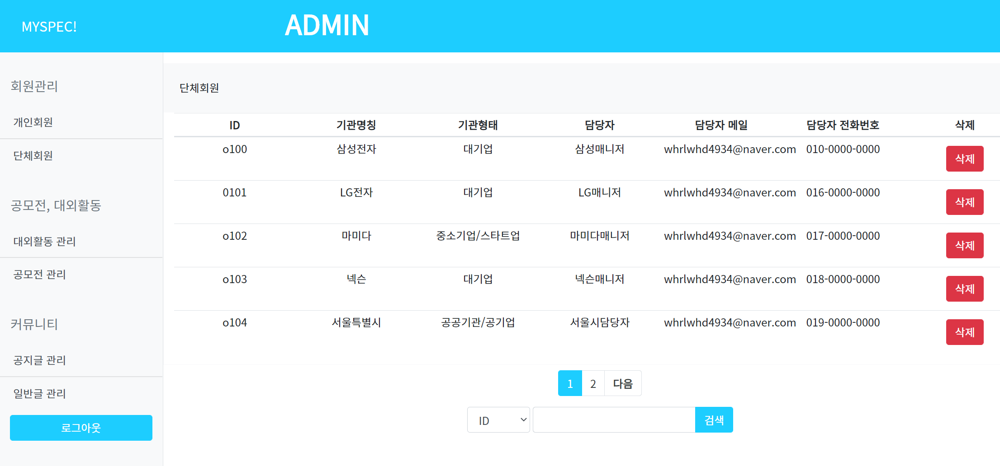 MYSPEC!
ADMIN
회원관리
개인회원
단체회원
공모전, 대외활동
대외활동 관리
공모전 관리
커뮤니티
공지글 관리
일반글 관리
로그아웃
단체회원
ID 기관명칭 기관형태 담당자 담당자 메일 담당자 전화번호 삭제
o100 삼성전자 대기업 삼성매니저 whrlwhd4934@naver.com 010-0000-0000 삭제
0101 LG전자 대기업 LG매니저 whrlwhd4934@naver.com 016-0000-0000 삭제
o102 마미다 중소기업/스타트업 마미다매니저 whrlwhd4934@naver.com 017-0000-0000 삭제
o103 넥슨 대기업 넥슨매니저 whrlwhd4934@naver.com 018-0000-0000 삭제
o104 서울특별시 공공기관/공기업 서울시담당자 whrlwhd4934@naver.com 019-0000-0000 삭제
1 2 다음
ID 검색